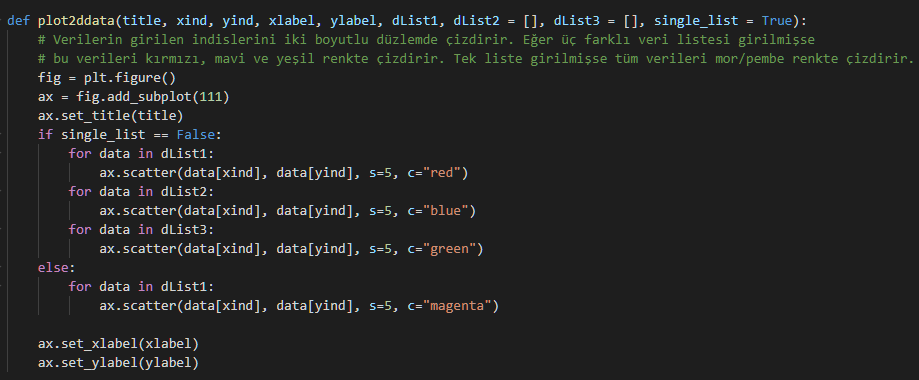 def plot2ddata(title, xind, yind, xlabel, ylabel, dList1, dList2 = [], dList3 = [], single_list = True):
    # Verilerin girilen indislerini iki boyutlu düzlemde çizdirir. Eğer üç farklı veri listesi girilmişse
    # bu verileri kırmızı, mavi ve yeşil renkte çizdirir. Tek liste girilmişse tüm verileri mor/pembe renkte çizdirir.
    fig = plt.figure()
    ax = fig.add_subplot(111)
    ax.set_title(title)
    if single_list == False:
        for data in dList1:
            ax.scatter(data[xind], data[yind], s=5, c="red")
        for data in dList2:
            ax.scatter(data[xind], data[yind], s=5, c="blue")
        for data in dList3:
            ax.scatter(data[xind], data[yind], s=5, c="green")
    else:
        for data in dList1:
            ax.scatter(data[xind], data[yind], s=5, c="magenta")

    ax.set_xlabel(xlabel)
    ax.set_ylabel(ylabel)